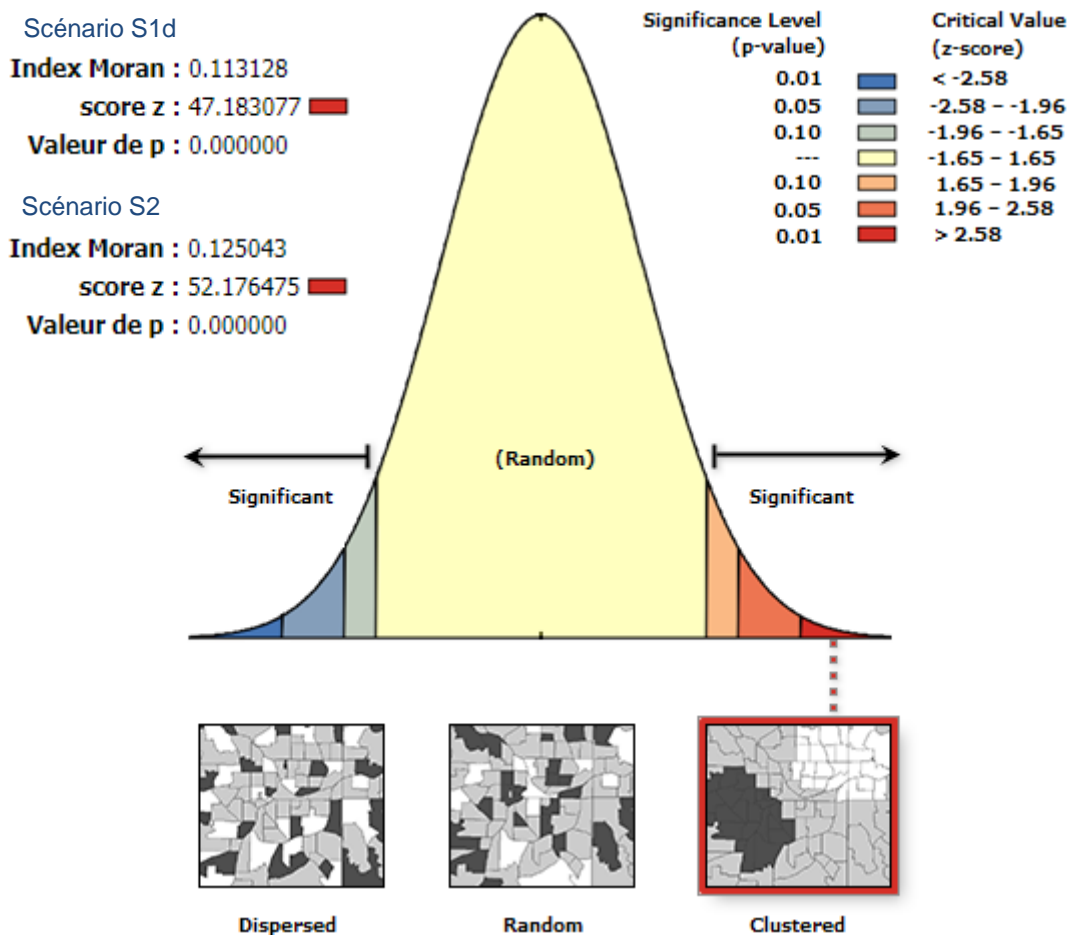 Scénario S1d
Index Moran : 0.113128
score z : 47.183077
Valeur de p : 0.000000
Scénario S2
Index Moran : 0.125043
score z : 52.176475
Valeur de p : 0.000000
Significance Level
(p-value)
Critical Value
(z-score)
0.01 < -2.58
0.05 -2.58 – -1.96
0.10 -1.96 – -1.65
--- -1.65 – 1.65
0.10 1.65 – 1.96
0.05 1.96 – 2.58
0.01 > 2.58
(Random)
Significant
Significant
Dispersed
Random
Clustered